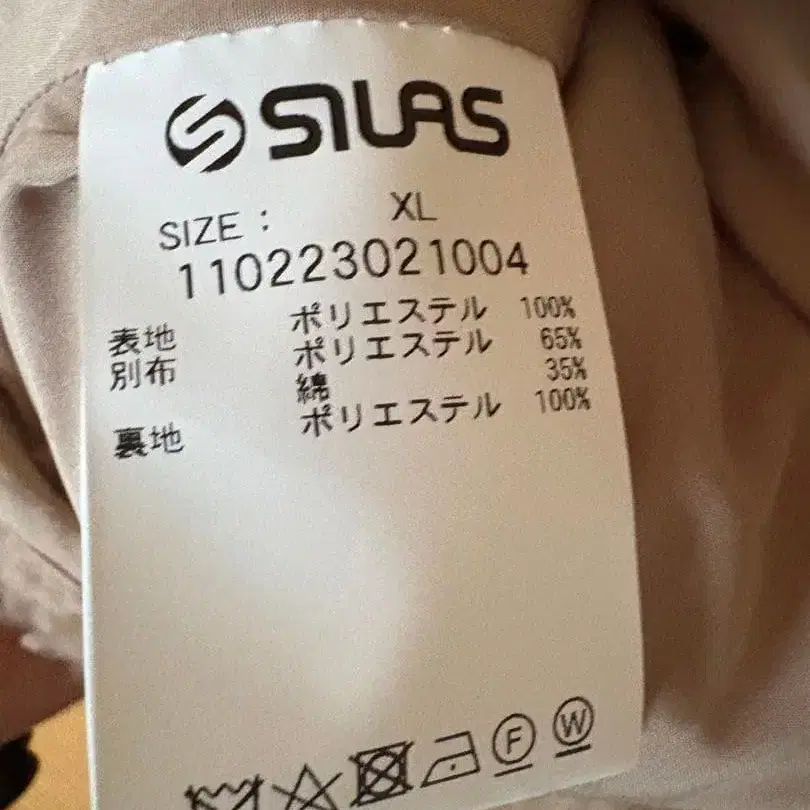 SILAS
SIZE : XL
110223021004
表地 ポリエステル 100%
別布 ポリエステル 65%
綿 35%
裏地 ポリエステル 100%
F W